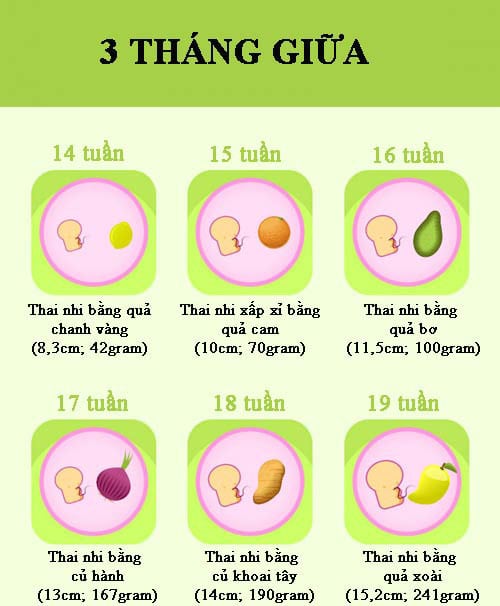 3 THÁNG GIỮA
14 tuần
15 tuần
16 tuần
Thai nhi bằng quả
chanh vàng
(8,3cm; 42gram)
Thai nhi xấp xỉ bằng
quả cam
(10cm; 70gram)
Thai nhi bằng
quả bơ
(11,5cm; 100gram)
17 tuần
18 tuần
19 tuần
Thai nhi bằng
củ hành
(13cm; 167gram)
Thai nhi bằng
củ khoai tây
(14cm; 190gram)
Thai nhi bằng
quả xoài
(15,2cm; 241gram)